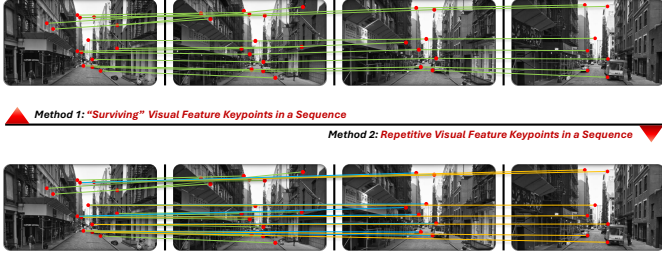 Method 1: "Surviving" Visual Feature Keypoints in a Sequence
Method 2: Repetitive Visual Feature Keypoints in a Sequence